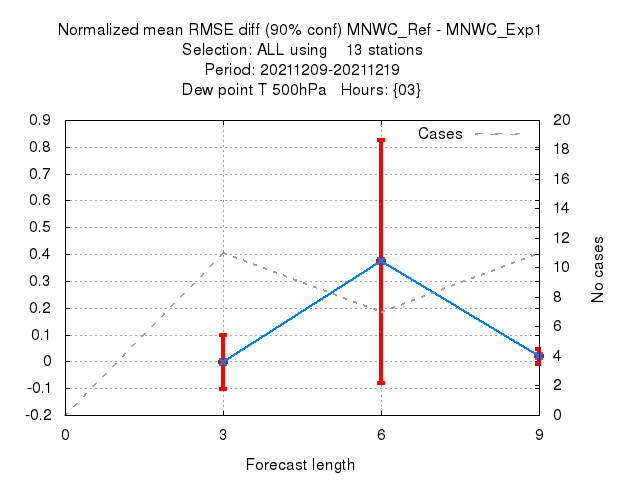 Normalized mean RMSE diff (90% conf) MNWC_Ref - MNWC_Exp1
Selection: ALL using 13 stations
Period: 20211209-20211219
Dew point T 500hPa Hours: {03}
Cases
0.9
0.8
0.7
0.6
0.5
0.4
0.3
0.2
0.1
0
-0.1
-0.2
20
18
16
14
12
10
8
6
4
2
0
No cases
0 3 6 9
Forecast length